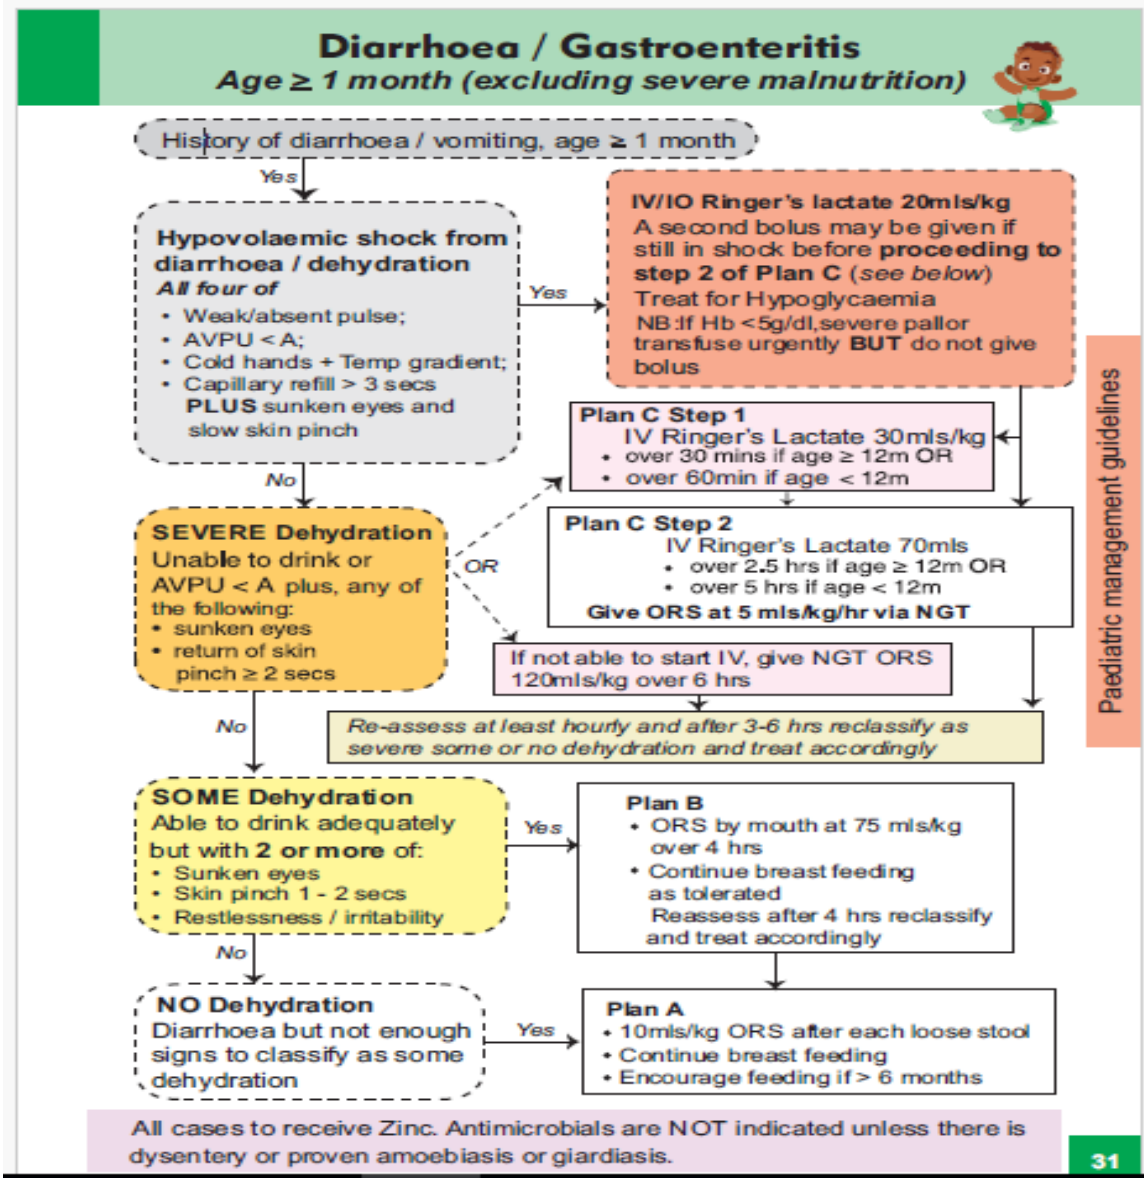 Diarrhoea / Gastroenteritis
Age ≥ 1 month (excluding severe malnutrition)
History of diarrhoea / vomiting, age ≥ 1 month
Yes
Hypovolaemic shock from
diarrhoea / dehydration
All four of
• Weak/absent pulse;
• AVPU < A;
• Cold hands + Temp gradient;
• Capillary refill > 3 secs
PLUS sunken eyes and
slow skin pinch
Yes
IV/IO Ringer's lactate 20mls/kg
A second bolus may be given if
still in shock before proceeding to
step 2 of Plan C (see below)
Treat for Hypoglycaemia
NB:If Hb <5g/dl,severe pallor
transfuse urgently BUT do not give
bolus
No
Plan C Step 1
IV Ringer's Lactate 30mls/kg
• over 30 mins if age ≥ 12m OR
• over 60min if age < 12m
SEVERE Dehydration
Unable to drink or
AVPU < A plus, any of
the following:
• sunken eyes
• return of skin
pinch ≥ 2 secs
OR
Plan C Step 2
IV Ringer's Lactate 70mls
• over 2.5 hrs if age ≥ 12m OR
• over 5 hrs if age < 12m
Give ORS at 5 mls/kg/hr via NGT
If not able to start IV, give NGT ORS
120mls/kg over 6 hrs
No
Re-assess at least hourly and after 3-6 hrs reclassify as
severe some or no dehydration and treat accordingly
SOME Dehydration
Able to drink adequately
but with 2 or more of:
• Sunken eyes
• Skin pinch 1 - 2 secs
• Restlessness / irritability
Yes
Plan B
• ORS by mouth at 75 mls/kg
over 4 hrs
• Continue breast feeding
as tolerated
Reassess after 4 hrs reclassify
and treat accordingly
No
NO Dehydration
Diarrhoea but not enough
signs to classify as some
dehydration
Yes
Plan A
• 10mls/kg ORS after each loose stool
• Continue breast feeding
• Encourage feeding if > 6 months
All cases to receive Zinc. Antimicrobials are NOT indicated unless there is
dysentery or proven amoebiasis or giardiasis.
Paediatric management guidelines
31